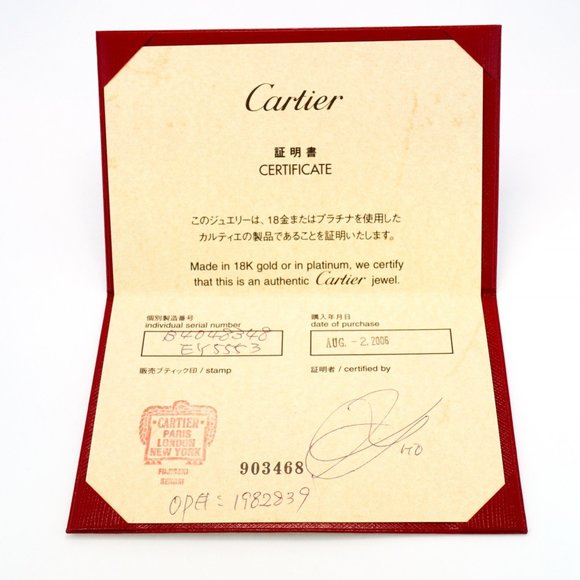 Cartier
証明書
CERTIFICATE
このジュエリーは、18金またはプラチナを使用した
カルティエの製品であることを証明いたします。
Made in 18K gold or in platinum, we certify
that this is an authentic Cartier jewel.
個別製造番号
individual serial number
B4048348
EY5553
購入年月日
date of purchase
AUG. -2.2006
販売ブティック印 / stamp
証明者 / certified by
CARTIER
PARIS
LONDON
NEW YORK
FUJISAKI
SENDAI
903468
1982839